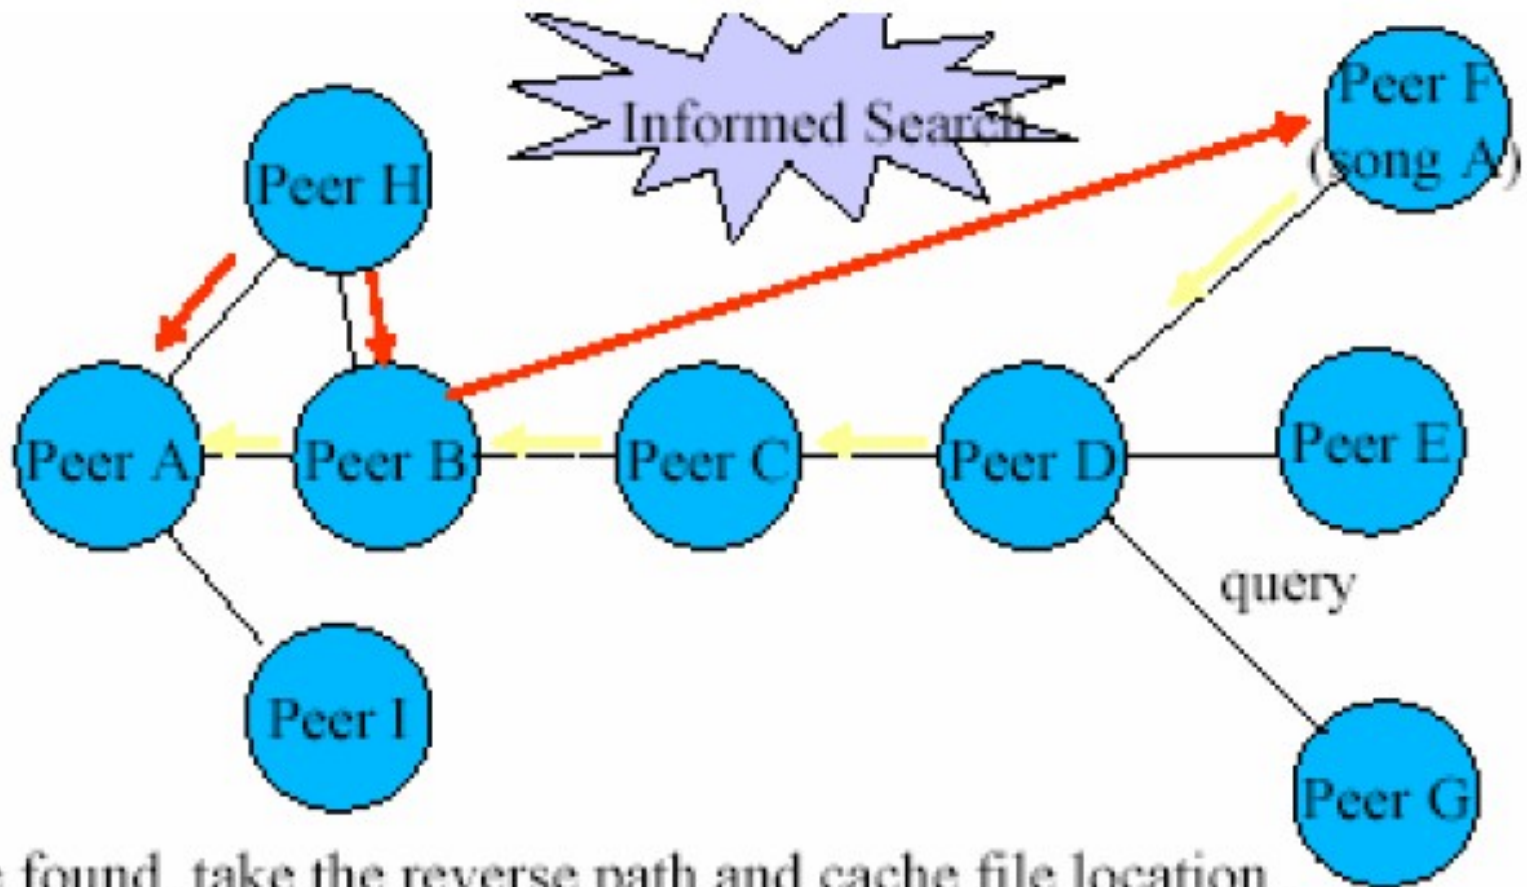 Informed Search
Peer F
(song A)
Peer H
Peer A
Peer B
Peer C
Peer D
Peer E
query
Peer I
Peer G
found take the reverse path and cache file location